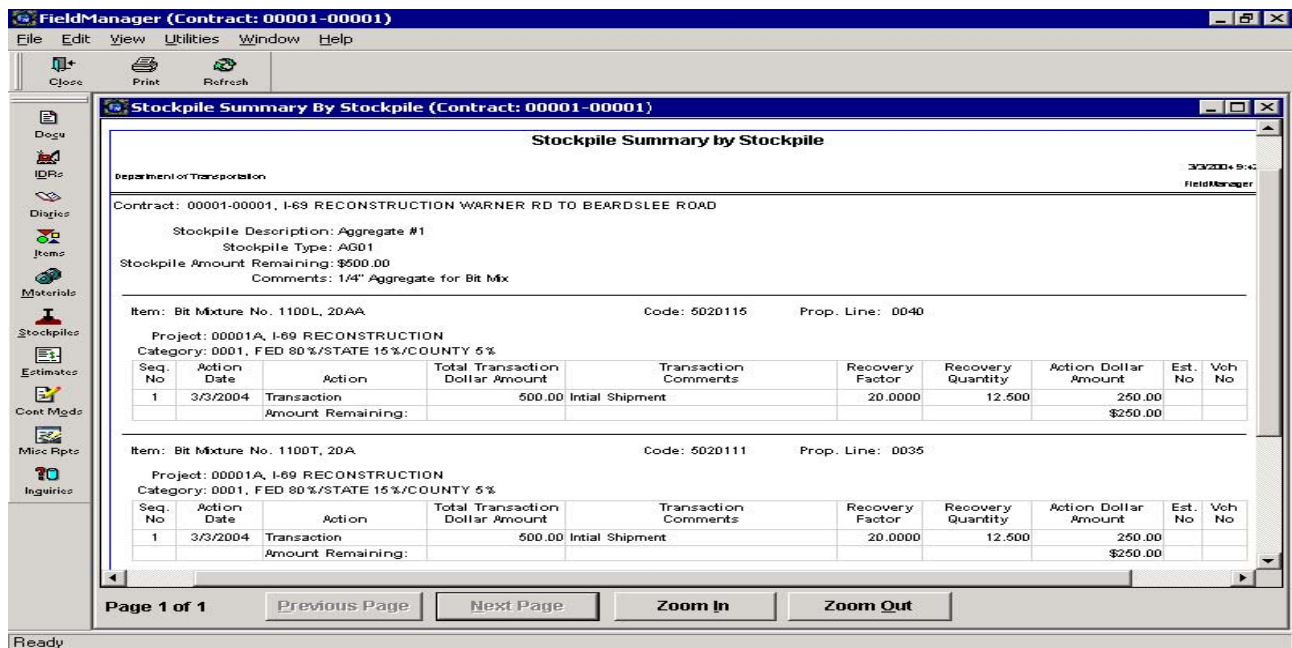 FieldManager (Contract: 00001-00001)
File Edit View Utilities Window Help
Close Print Refresh
Stockpile Summary By Stockpile (Contract: 00001-00001)
Docu
IDRs
Diaries
Items
Materials
Stockpiles
Estimates
Cont Mods
Misc Rpts
Inquiries
Stockpile Summary by Stockpile
3/3/2004 9:42
Department of Transportation
FieldManager
Contract: 00001-00001, I-69 RECONSTRUCTION WARNER RD TO BEARDSLEE ROAD
Stockpile Description: Aggregate #1
Stockpile Type: AG01
Stockpile Amount Remaining: $500.00
Comments: 1/4" Aggregate for Bit Mix
Item: Bit Mixture No. 1100L, 20AA Code: 5020115 Prop. Line: 0040
Project: 00001A, I-69 RECONSTRUCTION
Category: 0001, FED 80%/STATE 15%/COUNTY 5%
Seq. Action Total Transaction Transaction Recovery Recovery Action Dollar Est. Vch
No Date Action Dollar Amount Comments Factor Quantity Amount No No
1 3/3/2004 Transaction 500.00 Intial Shipment 20.0000 12.500 250.00
Amount Remaining: $250.00
Item: Bit Mixture No. 1100T, 20A Code: 5020111 Prop. Line: 0035
Project: 00001A, I-69 RECONSTRUCTION
Category: 0001, FED 80%/STATE 15%/COUNTY 5%
Seq. Action Total Transaction Transaction Recovery Recovery Action Dollar Est. Vch
No Date Action Dollar Amount Comments Factor Quantity Amount No No
1 3/3/2004 Transaction 500.00 Intial Shipment 20.0000 12.500 250.00
Amount Remaining: $250.00
Page 1 of 1 Previous Page Next Page Zoom In Zoom Out
Ready